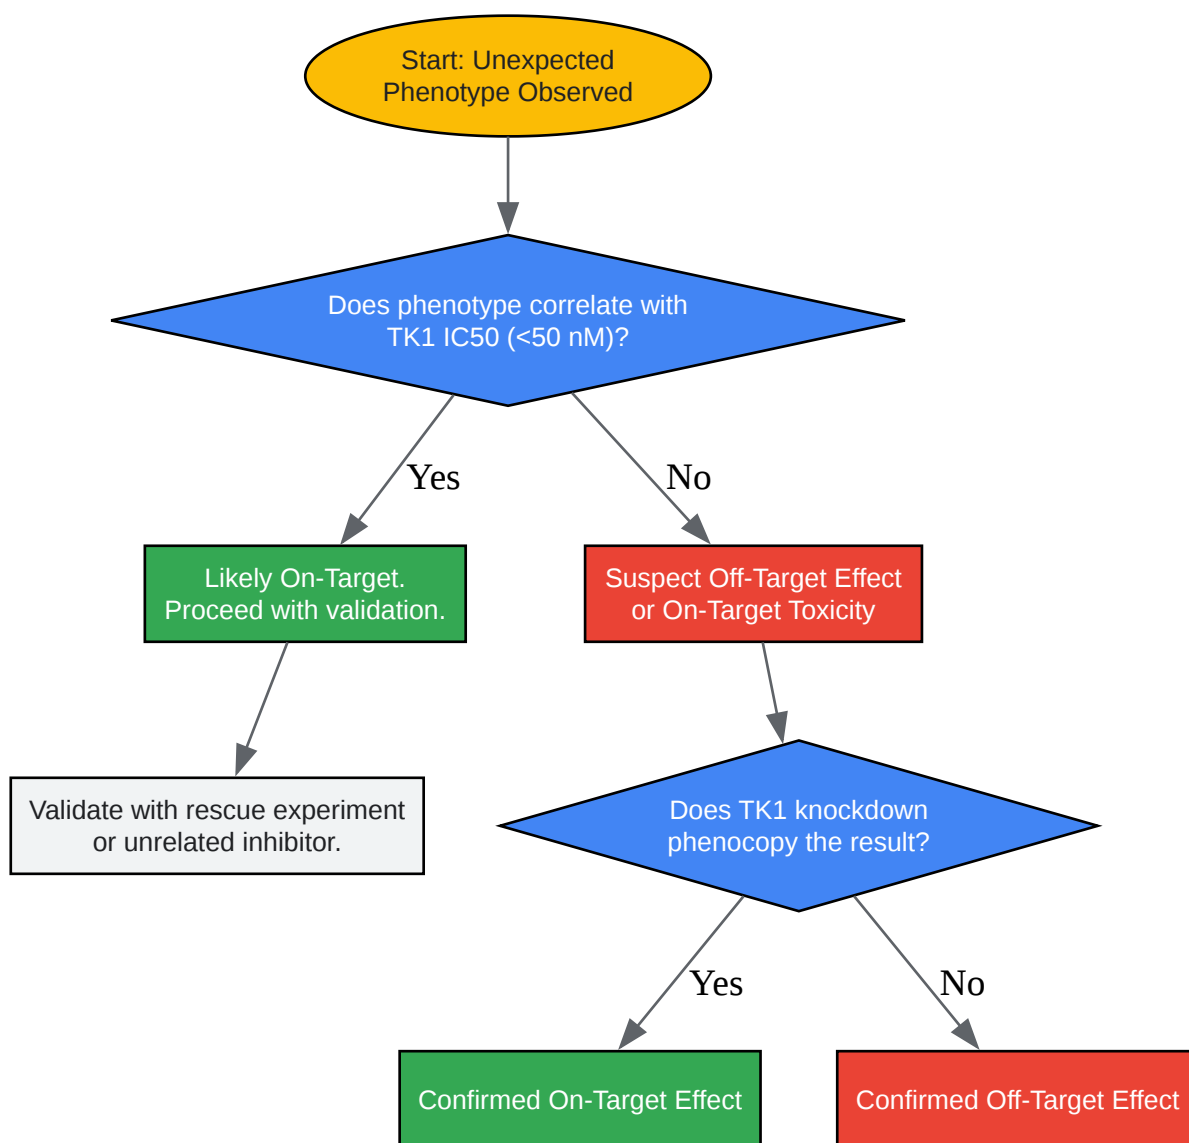 Start: Unexpected
Phenotype Observed
Does phenotype correlate with
TK1 IC50 (<50 nM)?
Yes
No
Likely On-Target.
Proceed with validation.
Suspect Off-Target Effect
or On-Target Toxicity
Validate with rescue experiment
or unrelated inhibitor.
Does TK1 knockdown
phenocopy the result?
Yes
No
Confirmed On-Target Effect
Confirmed Off-Target Effect